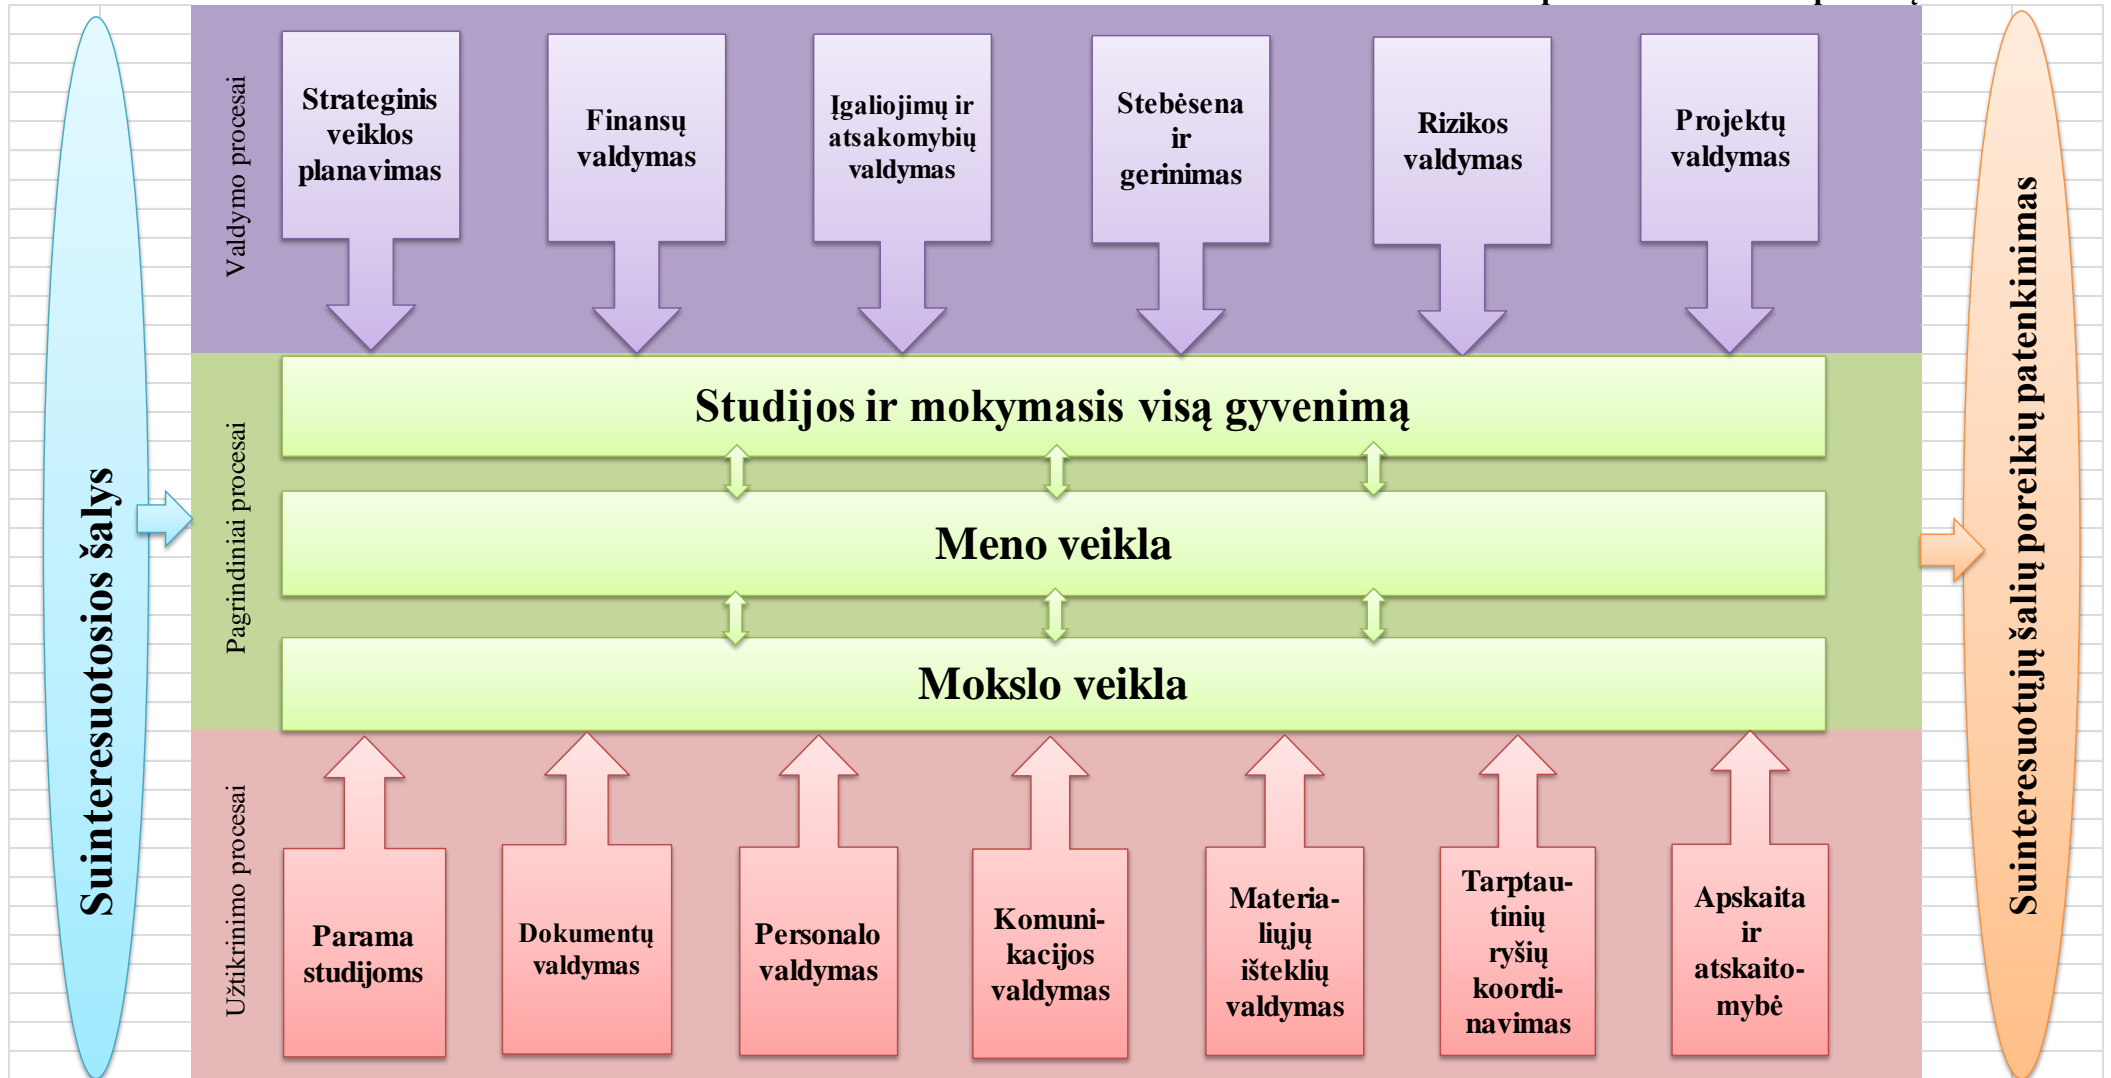 Suinteresuotosios šalys
Valdymo procesai
Strateginis
veiklos
planavimas
Finansų
valdymas
Įgaliojimų ir
atsakomybių
valdymas
Stebėsena
ir
gerinimas
Rizikos
valdymas
Projektų
valdymas
Pagrindiniai procesai
Studijos ir mokymasis visą gyvenimą
Meno veikla
Mokslo veikla
Užtikrinimo procesai
Parama
studijoms
Dokumentų
valdymas
Personalo
valdymas
Komuni-
kacijos
valdymas
Materia-
liųjų
išteklių
valdymas
Tarptau-
tinių
ryšių
koordi-
navimas
Apskaita
ir
atskaito-
mybė
Suinteresuotųjų šalių poreikių patenkinimas